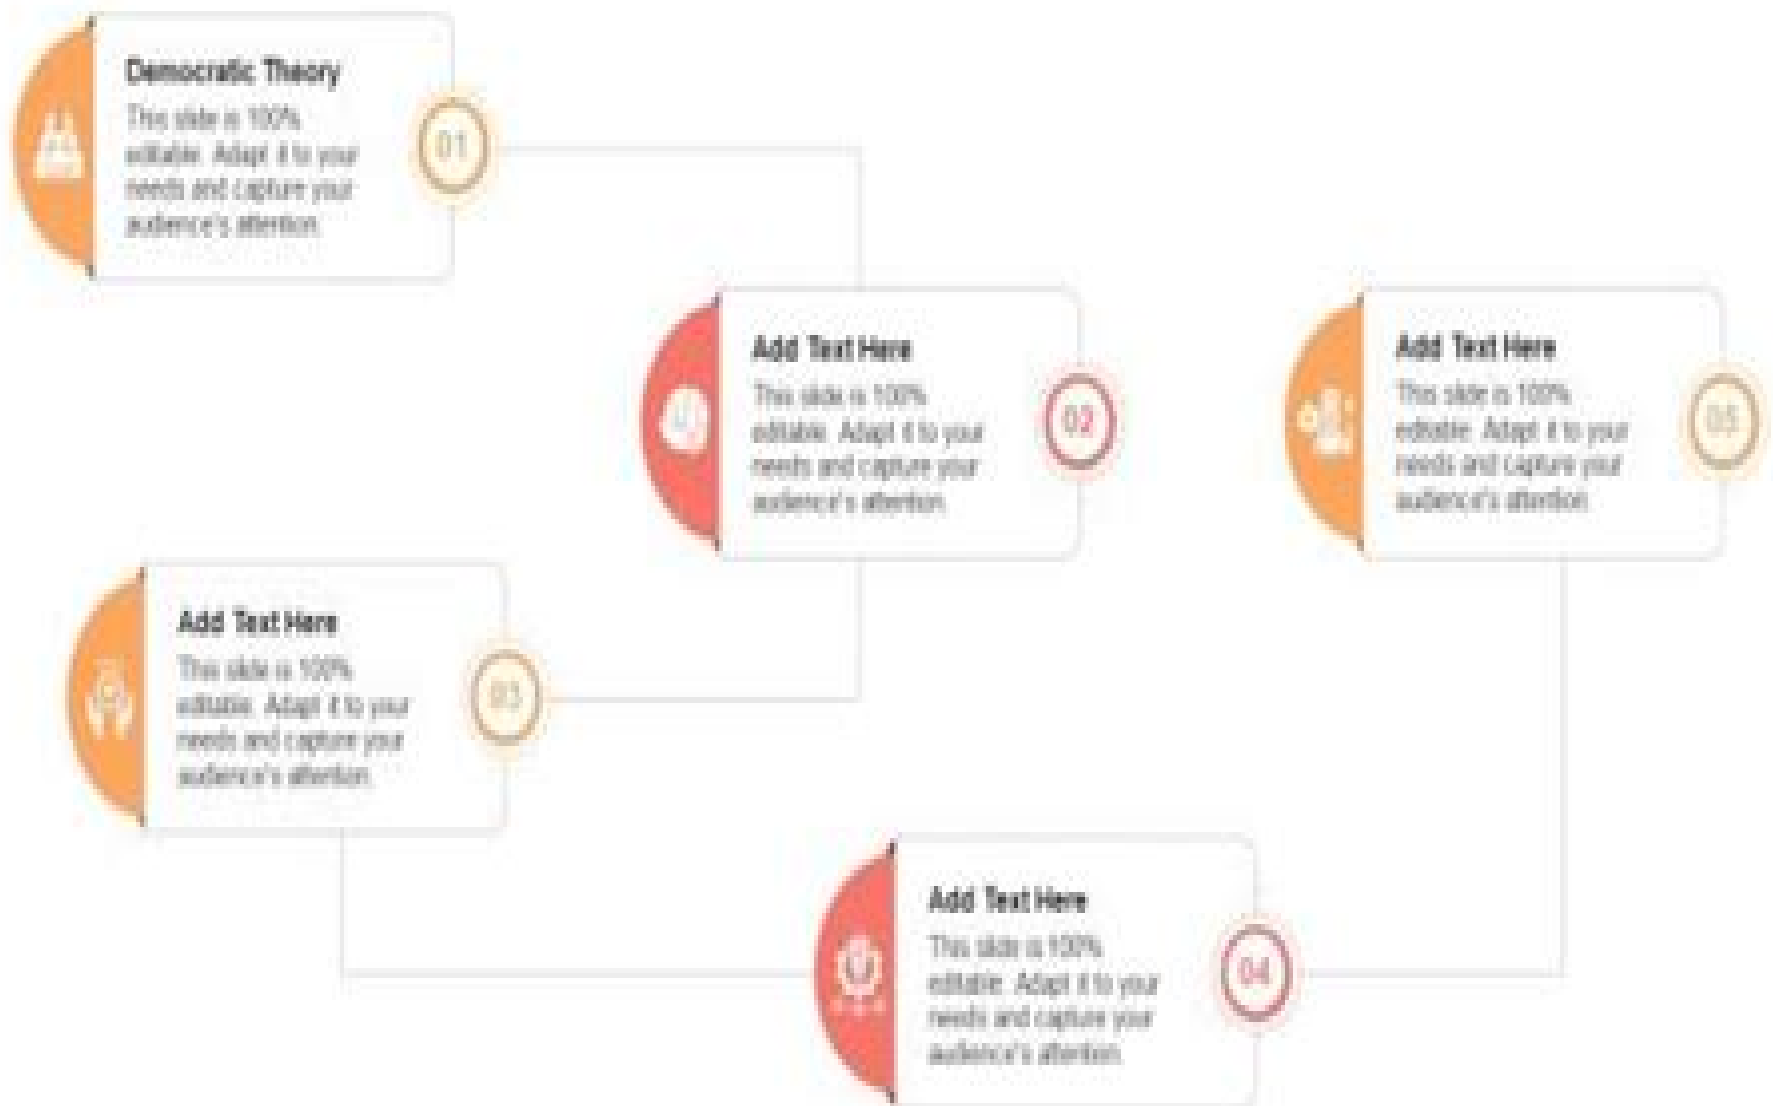 Democratic Theory
This slide is 100%
editable. Adapt it to your
needs and capture your
audience's attention.
01
Add Text Here
This slide is 100%
editable. Adapt it to your
needs and capture your
audience's attention.
02
Add Text Here
This slide is 100%
editable. Adapt it to your
needs and capture your
audience's attention.
03
Add Text Here
This slide is 100%
editable. Adapt it to your
needs and capture your
audience's attention.
04
Add Text Here
This slide is 100%
editable. Adapt it to your
needs and capture your
audience's attention.
05